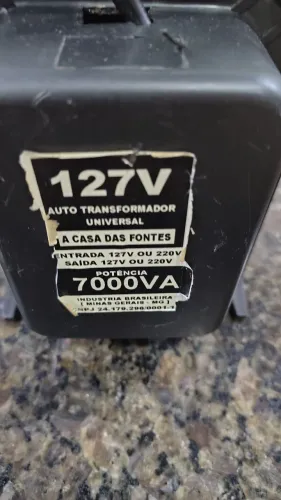 127V
AUTO TRANSFORMADOR
UNIVERSAL
A CASA DAS FONTES
ENTRADA 127V OU 220V
SAÍDA 127V OU 220V
POTÊNCIA
7000VA
INDUSTRIA BRASILEIRA
( MINAS GERAIS - MG )